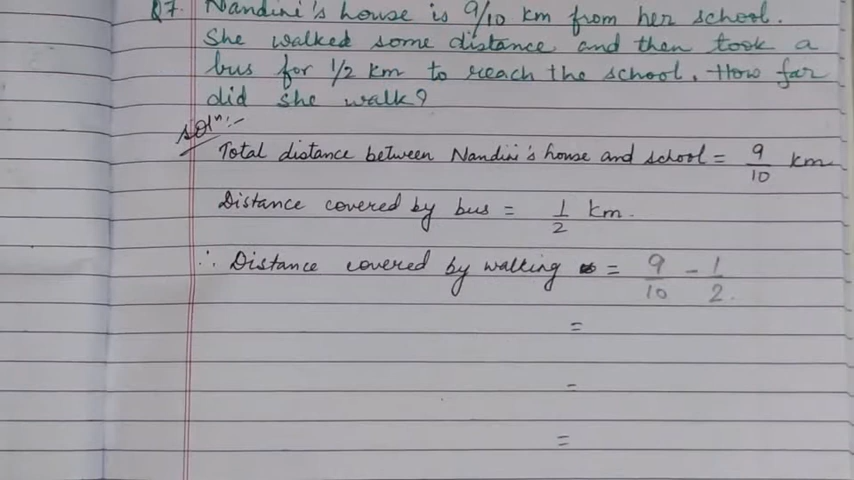 Q7. Nandini's house is 9/10 km from her school.
She walked some distance and then took a
bus for 1/2 km to reach the school. How far
did she walk?
Solⁿ:-
Total distance between Nandini's house and school = 9/10 km
Distance covered by bus = 1/2 km.
∴ Distance covered by walking = 9/10 - 1/2.
=
=
=